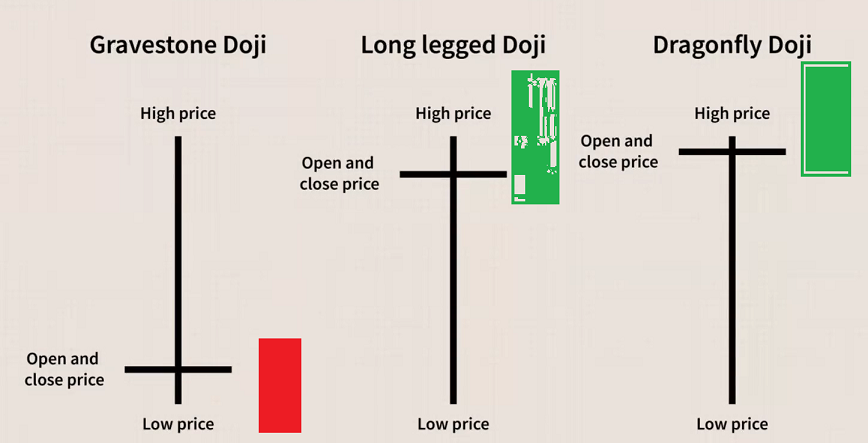 Gravestone Doji
High price
Open and
close price
Low price
Long legged Doji
High price
Open and
close price
Low price
Dragonfly Doji
High price
Open and
close price
Low price